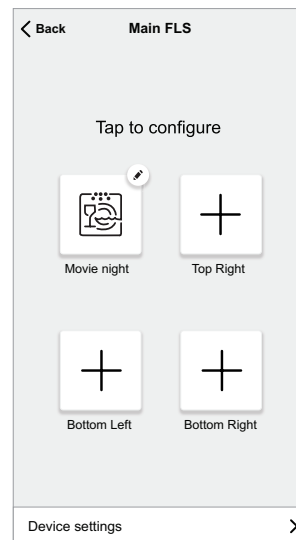 Back
Main FLS
Tap to configure
Movie night
Top Right
Bottom Left
Bottom Right
Device settings